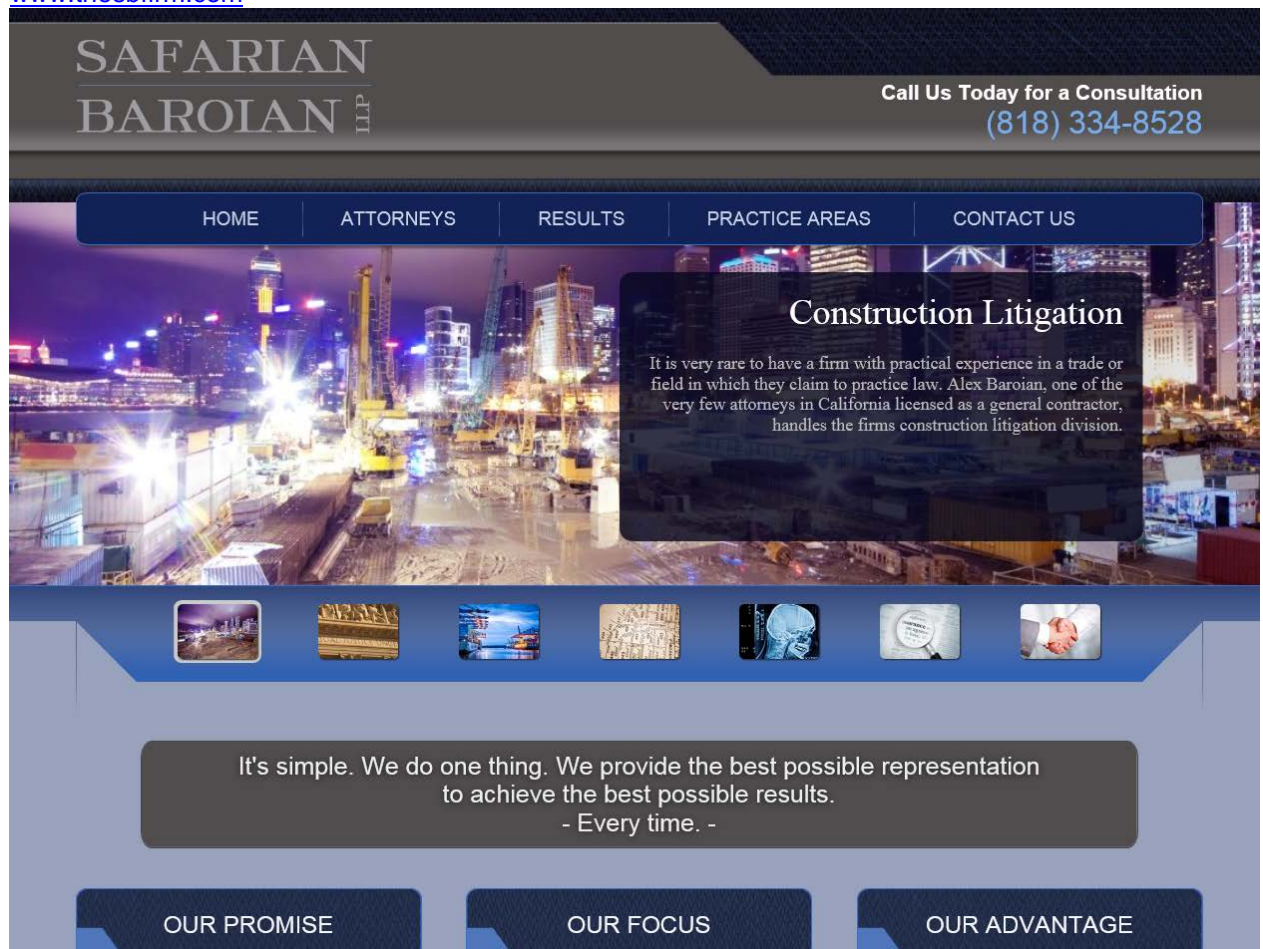 SAFARIAN
BAROIAN LLP
Call Us Today for a Consultation
(818) 334-8528
HOME ATTORNEYS RESULTS PRACTICE AREAS CONTACT US
Construction Litigation
It is very rare to have a firm with practical experience in a trade or
field in which they claim to practice law. Alex Baroian, one of the
very few attorneys in California licensed as a general contractor,
handles the firms construction litigation division.
It's simple. We do one thing. We provide the best possible representation
to achieve the best possible results.
- Every time. -
OUR PROMISE OUR FOCUS OUR ADVANTAGE